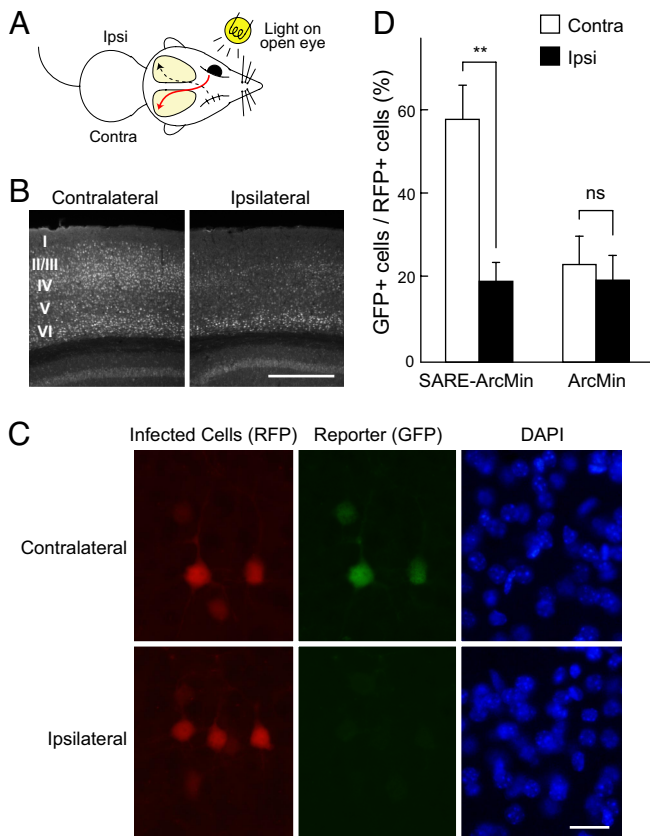 A
Ipsi
Light on
open eye
Contra
B
Contralateral
Ipsilateral
I
II/III
IV
V
VI
C
Infected Cells (RFP)
Reporter (GFP)
DAPI
Contralateral
Ipsilateral
D
Contra
Ipsi
**
ns
GFP+ cells / RFP+ cells (%)
60
40
20
0
SARE-ArcMin
ArcMin